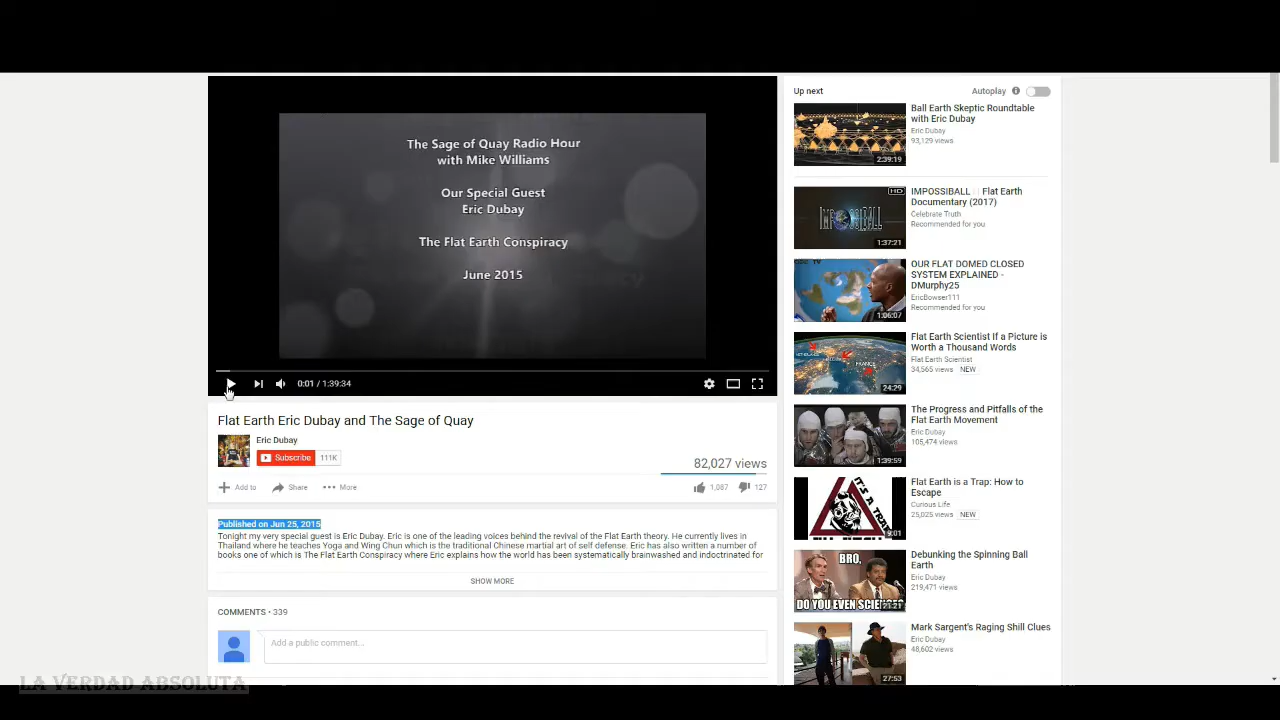 The Sage of Quay Radio Hour
with Mike Williams
Our Special Guest
Eric Dubay
The Flat Earth Conspiracy
June 2015
0:01 / 1:39:34
Flat Earth Eric Dubay and The Sage of Quay
Eric Dubay
Subscribe 111K
82,027 views
Add to Share More
1,087 127
Published on Jun 25, 2015
Tonight my very special guest is Eric Dubay. Eric is one of the leading voices behind the revival of the Flat Earth theory. He currently lives in
Thailand where he teaches Yoga and Wing Chun which is the traditional Chinese martial art of self defense. Eric has also written a number of
books one of which is The Flat Earth Conspiracy where Eric explains how the world has been systematically brainwashed and indoctrinated for
SHOW MORE
COMMENTS • 339
Add a public comment...
Up next
Autoplay
Ball Earth Skeptic Roundtable
with Eric Dubay
Eric Dubay
93,129 views
2:39:19
IMPOSSIBALL Flat Earth
Documentary (2017)
Celebrate Truth
Recommended for you
HD
IMPOSSIBALL
1:37:21
OUR FLAT DOMED CLOSED
SYSTEM EXPLAINED -
DMurphy25
EricBowser111
Recommended for you
1:06:07
Flat Earth Scientist If a Picture is
Worth a Thousand Words
Flat Earth Scientist
34,565 views NEW
FRANCE
24:29
The Progress and Pitfalls of the
Flat Earth Movement
Eric Dubay
105,474 views
1:39:59
Flat Earth is a Trap: How to
Escape
Curious Life
25,025 views NEW
IT'S A TRAP
9:01
Debunking the Spinning Ball
Earth
Eric Dubay
219,471 views
BRO,
DO YOU EVEN
21:21
Mark Sargent's Raging Shill Clues
Eric Dubay
48,602 views
27:53
LA VERDAD ABSOLUTA